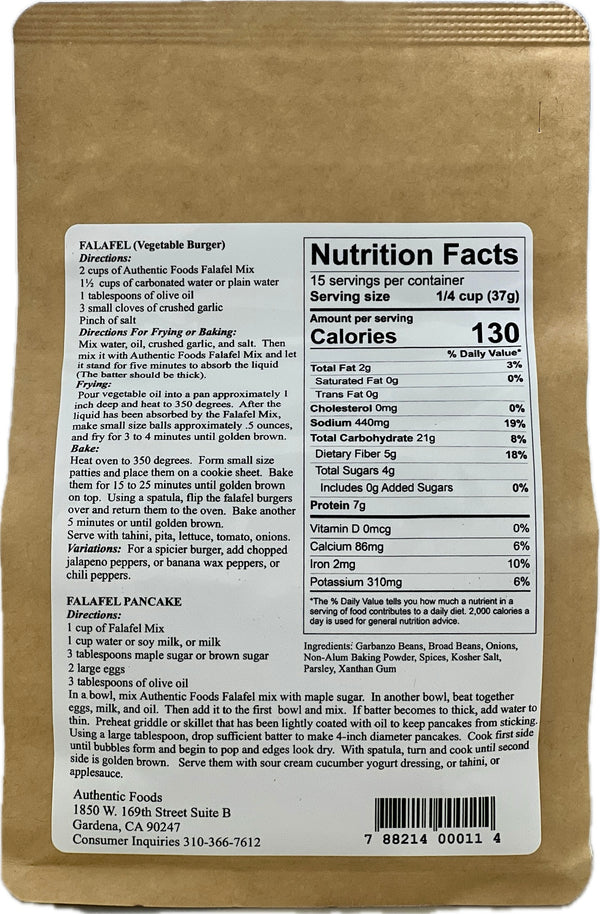 FALAFEL (Vegetable Burger)
Directions:
2 cups of Authentic Foods Falafel Mix
1½ cups of carbonated water or plain water
1 tablespoons of olive oil
3 small cloves of crushed garlic
Pinch of salt
Directions For Frying or Baking:
Mix water, oil, crushed garlic, and salt. Then
mix it with Authentic Foods Falafel Mix and let
it stand for five minutes to absorb the liquid
(The batter should be thick).
Frying:
Pour vegetable oil into a pan approximately 1
inch deep and heat to 350 degrees. After the
liquid has been absorbed by the Falafel Mix,
make small size balls approximately .5 ounces,
and fry for 3 to 4 minutes until golden brown.
Bake:
Heat oven to 350 degrees. Form small size
patties and place them on a cookie sheet. Bake
them for 15 to 25 minutes until golden brown
on top. Using a spatula, flip the falafel burgers
over and return them to the oven. Bake another
5 minutes or until golden brown.
Serve with tahini, pita, lettuce, tomato, onions.
Variations: For a spicier burger, add chopped
jalapeno peppers, or banana wax peppers, or
chili peppers.
Nutrition Facts
15 servings per container
Serving size 1/4 cup (37g)
Amount per serving
Calories 130
% Daily Value*
Total Fat 2g 3%
Saturated Fat 0g 0%
Trans Fat 0g
Cholesterol 0mg 0%
Sodium 440mg 19%
Total Carbohydrate 21g 8%
Dietary Fiber 5g 18%
Total Sugars 4g
Includes 0g Added Sugars 0%
Protein 7g
Vitamin D 0mcg 0%
Calcium 86mg 6%
Iron 2mg 10%
Potassium 310mg 6%
*The % Daily Value tells you how much a nutrient in a
serving of food contributes to a daily diet. 2,000 calories a
day is used for general nutrition advice.
Ingredients: Garbanzo Beans, Broad Beans, Onions,
Non-Alum Baking Powder, Spices, Kosher Salt,
Parsley, Xanthan Gum
FALAFEL PANCAKE
Directions:
1 cup of Falafel Mix
1 cup water or soy milk, or milk
3 tablespoons maple sugar or brown sugar
2 large eggs
3 tablespoons of olive oil
In a bowl, mix Authentic Foods Falafel mix with maple sugar. In another bowl, beat together
eggs, milk, and oil. Then add it to the first bowl and mix. If batter becomes to thick, add water to
thin. Preheat griddle or skillet that has been lightly coated with oil to keep pancakes from sticking.
Using a large tablespoon, drop sufficient batter to make 4-inch diameter pancakes. Cook first side
until bubbles form and begin to pop and edges look dry. With spatula, turn and cook until second
side is golden brown. Serve them with sour cream cucumber yogurt dressing, or tahini, or
applesauce.
Authentic Foods
1850 W. 169th Street Suite B
Gardena, CA 90247
Consumer Inquiries 310-366-7612
7 88214 00011 4